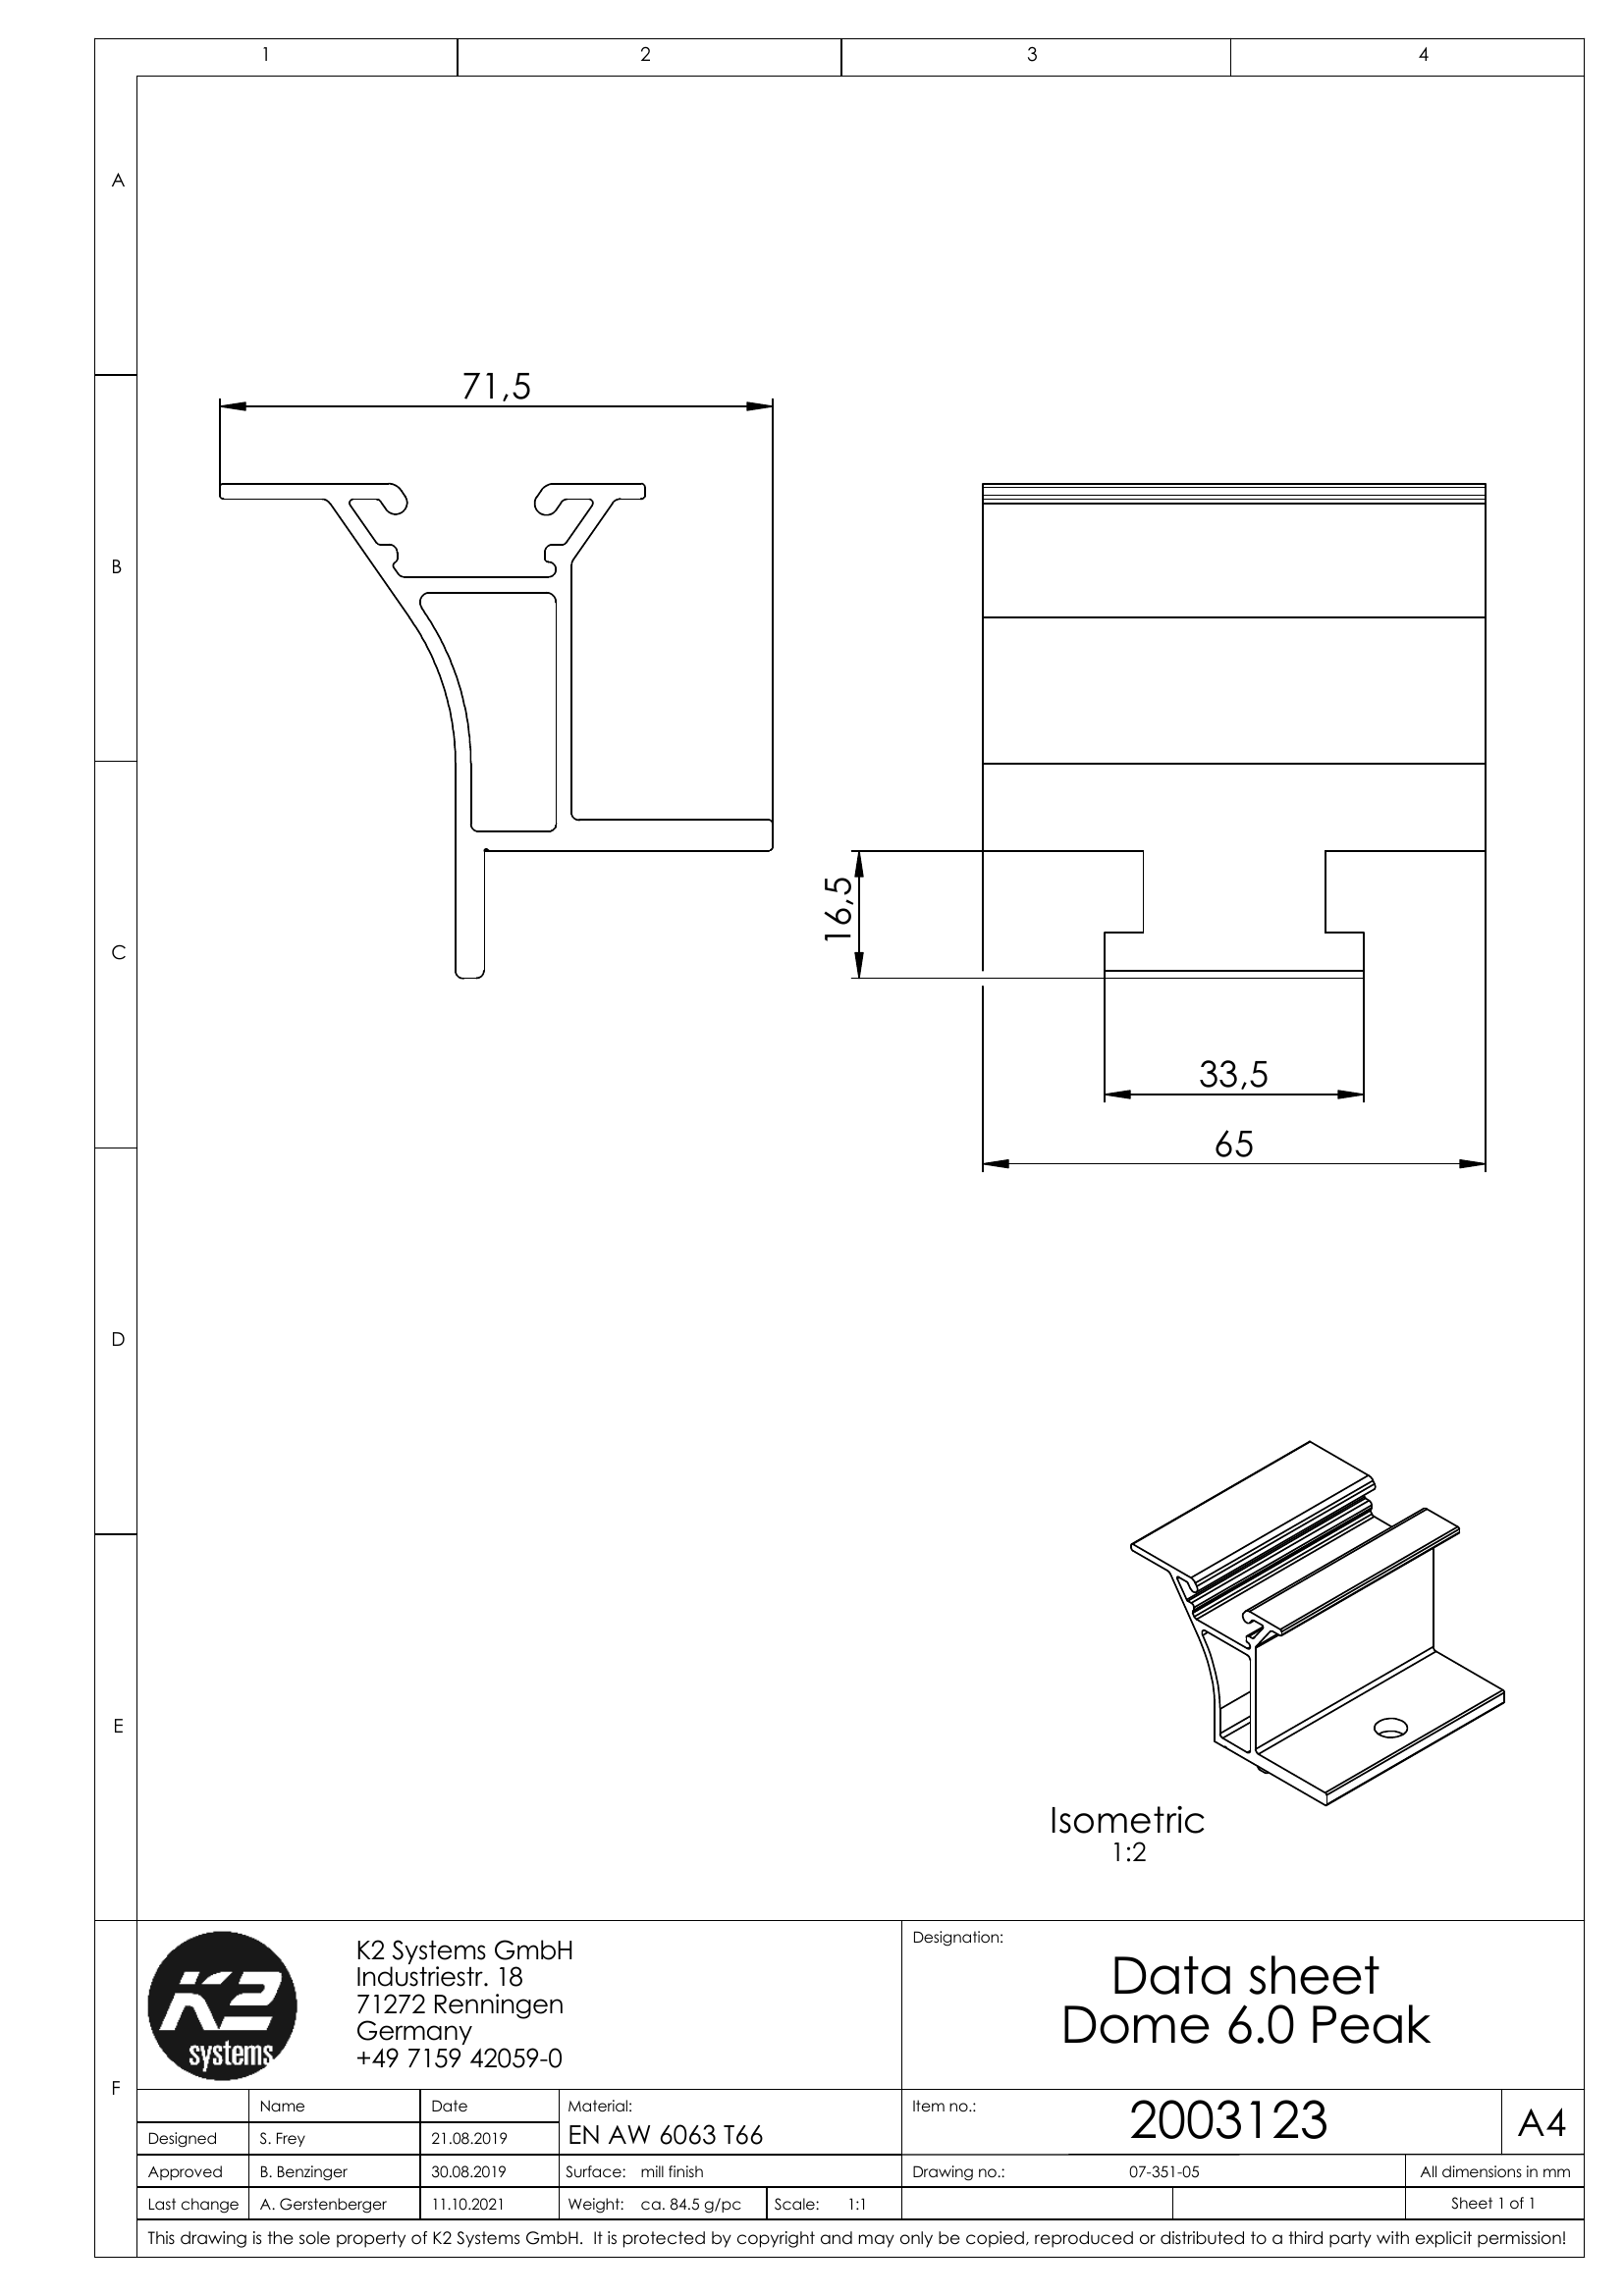 1 2 3 4
A
B
C
D
E
F
71,5
16,5
33,5
65
Isometric
1:2
K2
systems
K2 Systems GmbH
Industriestr. 18
71272 Renningen
Germany
+49 7159 42059-0
Designation:
Data sheet
Dome 6.0 Peak
Name Date Material:
EN AW 6063 T66
Item no.: 2003123 A4
Designed S. Frey 21.08.2019
Approved B. Benzinger 30.08.2019 Surface: mill finish Drawing no.: 07-351-05 All dimensions in mm
Last change A. Gerstenberger 11.10.2021 Weight: ca. 84.5 g/pc Scale: 1:1 Sheet 1 of 1
This drawing is the sole property of K2 Systems GmbH. It is protected by copyright and may only be copied, reproduced or distributed to a third party with explicit permission!